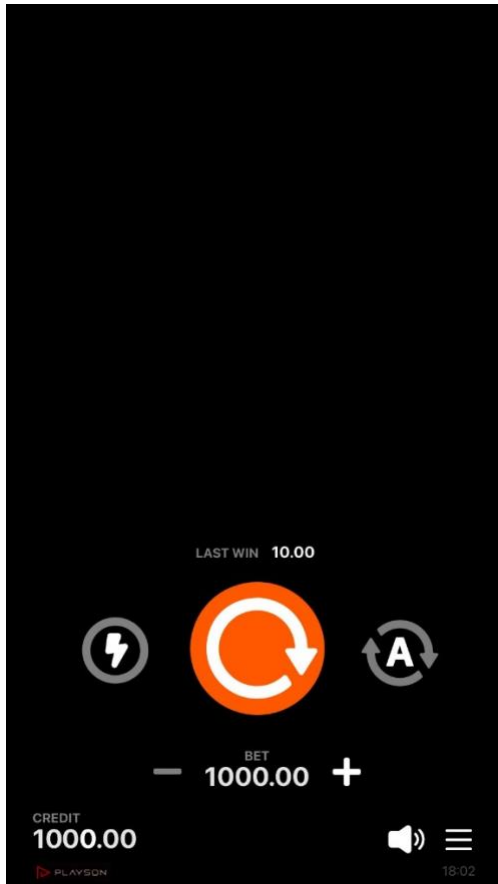 LAST WIN 10.00
A
BET
1000.00
CREDIT
1000.00
PLAYSON 18:02